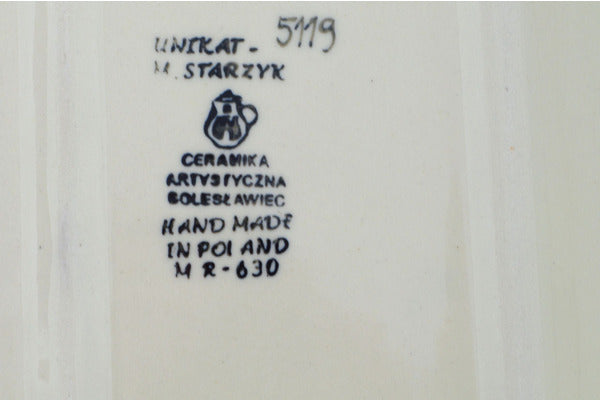 UNIKAT - 5119
M. STARZYK
CERAMIKA
ARTYSTYCZNA
BOLESŁAWIEC
HAND MADE
IN POLAND
M R - 630